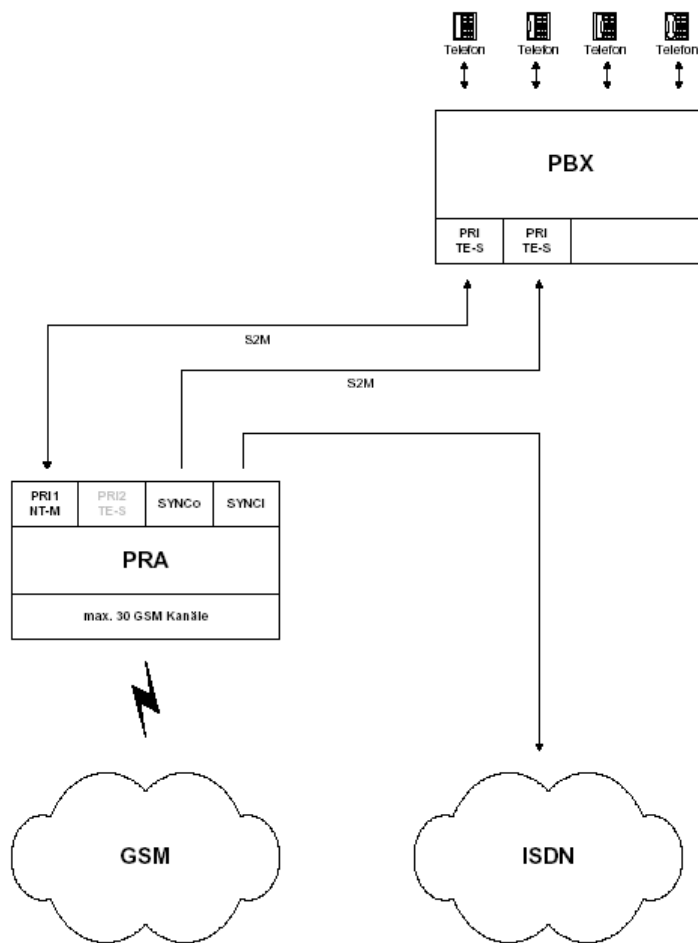 Telefon Telefon Telefon Telefon
PBX
PRI PRI
TE-S TE-S
S2M
S2M
PRI1 PRI2 SYNCo SYNCI
NT-M TE-S
PRA
max. 30 GSM Kanäle
GSM ISDN